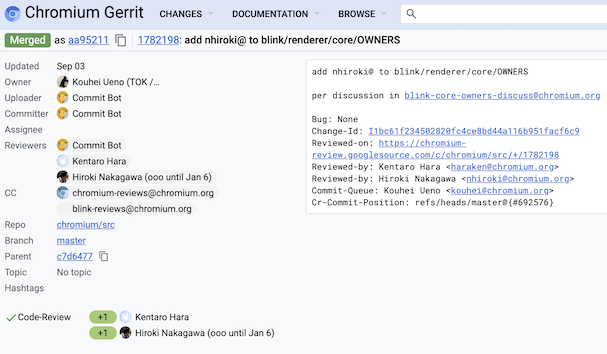 Chromium Gerrit CHANGES DOCUMENTATION BROWSE
Merged as aa95211 1782198: add nhiroki@ to blink/renderer/core/OWNERS
Updated Sep 03
Owner Kouhei Ueno (TOK /…
Uploader Commit Bot
Committer Commit Bot
Assignee
Reviewers Commit Bot
Kentaro Hara
Hiroki Nakagawa (ooo until Jan 6)
CC chromium-reviews@chromium.org
blink-reviews@chromium.org
Repo chromium/src
Branch master
Parent c7d6477
Topic No topic
Hashtags
Code-Review +1 Kentaro Hara
+1 Hiroki Nakagawa (ooo until Jan 6)
add nhiroki@ to blink/renderer/core/OWNERS
per discussion in blink-core-owners-discuss@chromium.org
Bug: None
Change-Id: I1bc61f234502820fc4ce8bd44a116b951facf6c9
Reviewed-on: https://chromium-
review.googlesource.com/c/chromium/src/+/1782198
Reviewed-by: Kentaro Hara <haraken@chromium.org>
Reviewed-by: Hiroki Nakagawa <nhiroki@chromium.org>
Commit-Queue: Kouhei Ueno <kouhei@chromium.org>
Cr-Commit-Position: refs/heads/master@{#692576}